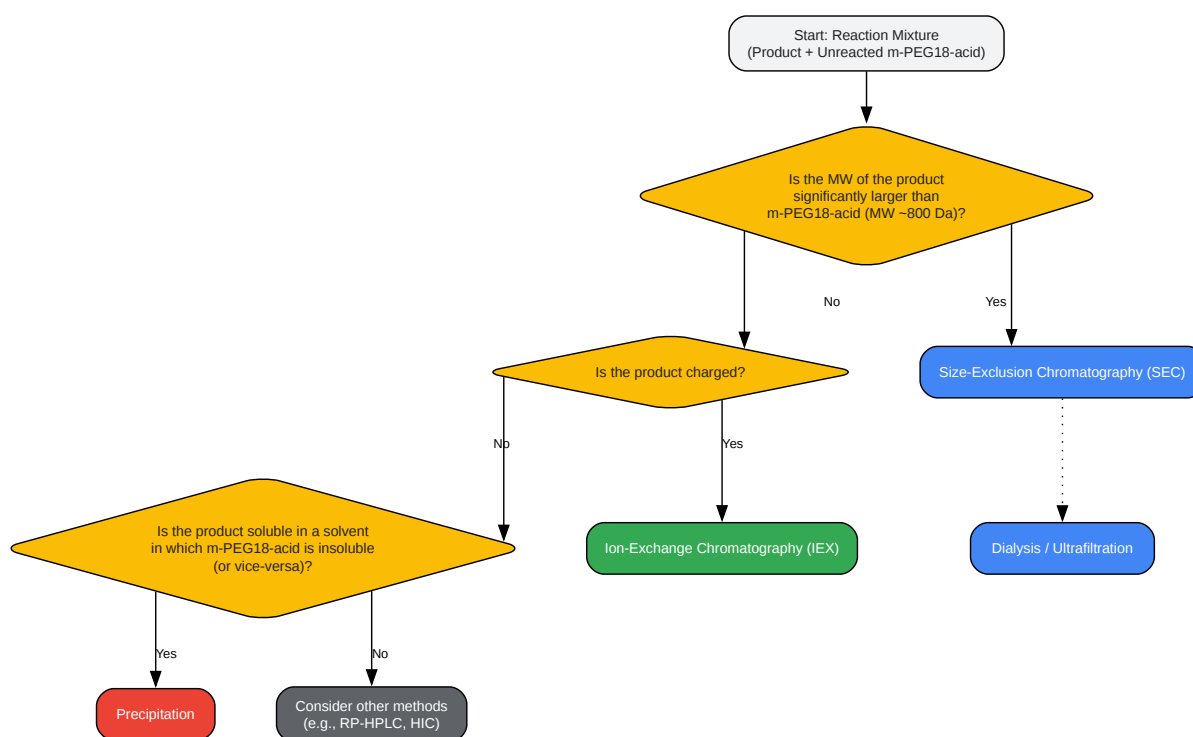 Start: Reaction Mixture
(Product + Unreacted m-PEG18-acid)
Is the MW of the product
significantly larger than
m-PEG18-acid (MW ~800 Da)?
No
Yes
Is the product charged?
Size-Exclusion Chromatography (SEC)
No
Yes
Is the product soluble in a solvent
in which m-PEG18-acid is insoluble
(or vice-versa)?
Ion-Exchange Chromatography (IEX)
Dialysis / Ultrafiltration
Yes
No
Precipitation
Consider other methods
(e.g., RP-HPLC, HIC)